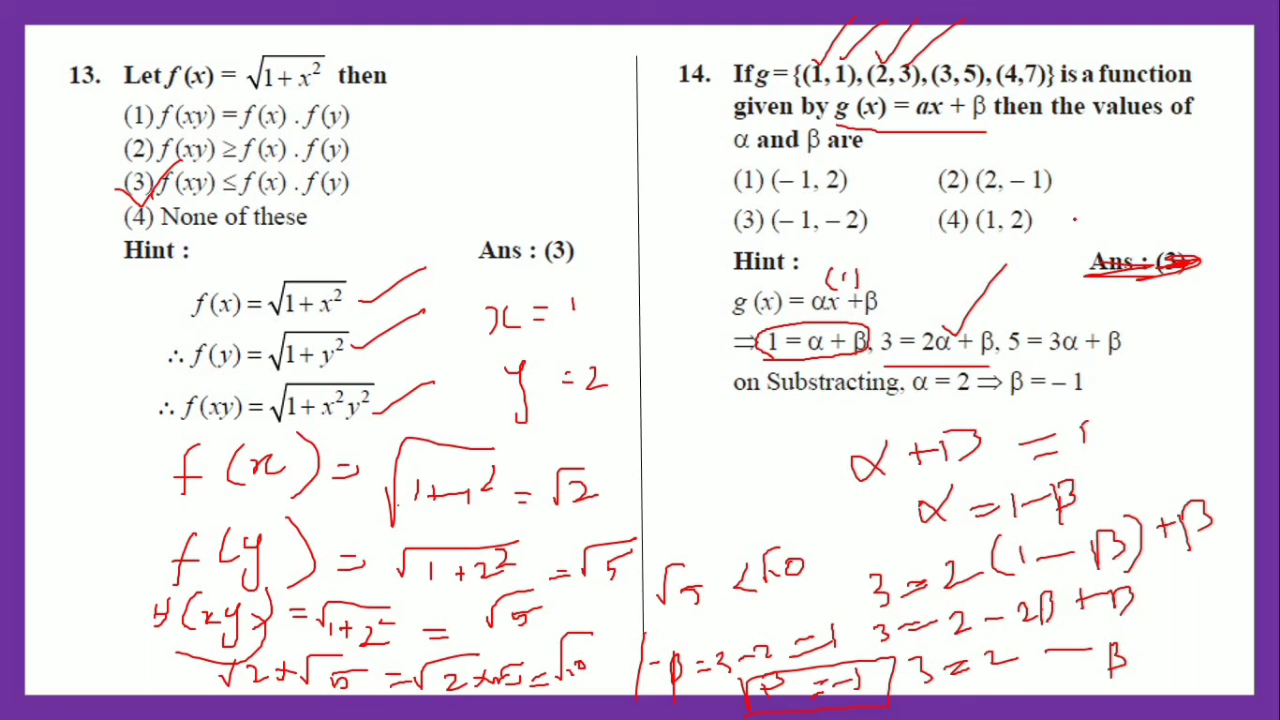 13. Let f (x) = √1 + x² then
(1) f (xy) = f (x) . f (y)
(2) f (xy) ≥ f (x) . f (y)
(3) f (xy) ≤ f (x) . f (y)
(4) None of these
Hint : Ans : (3)
f (x) = √1 + x²
∴ f (y) = √1 + y²
∴ f (xy) = √1 + x² y²
x = 1
y = 2
f (x) = √1+1² = √2
f (y) = √1+2² = √5
f (xy) = √1+2² = √5
√2 × √5 = √2 × √5 = √10
14. If g = {(1, 1), (2, 3), (3, 5), (4,7)} is a function
given by g (x) = ax + β then the values of
α and β are
(1) (– 1, 2) (2) (2, – 1)
(3) (– 1, – 2) (4) (1, 2)
Hint : Ans :
(1)
g (x) = αx +β
⇒ 1 = α + β, 3 = 2α + β, 5 = 3α + β
on Substracting, α = 2 ⇒ β = – 1
α + β = 1
α = 1 – β
3 = 2 (1 – β) + β
√5 < √10
3 = 2 – 2β + β
3 = 2 – β
–β = 3 – 2 = 1
β = –1